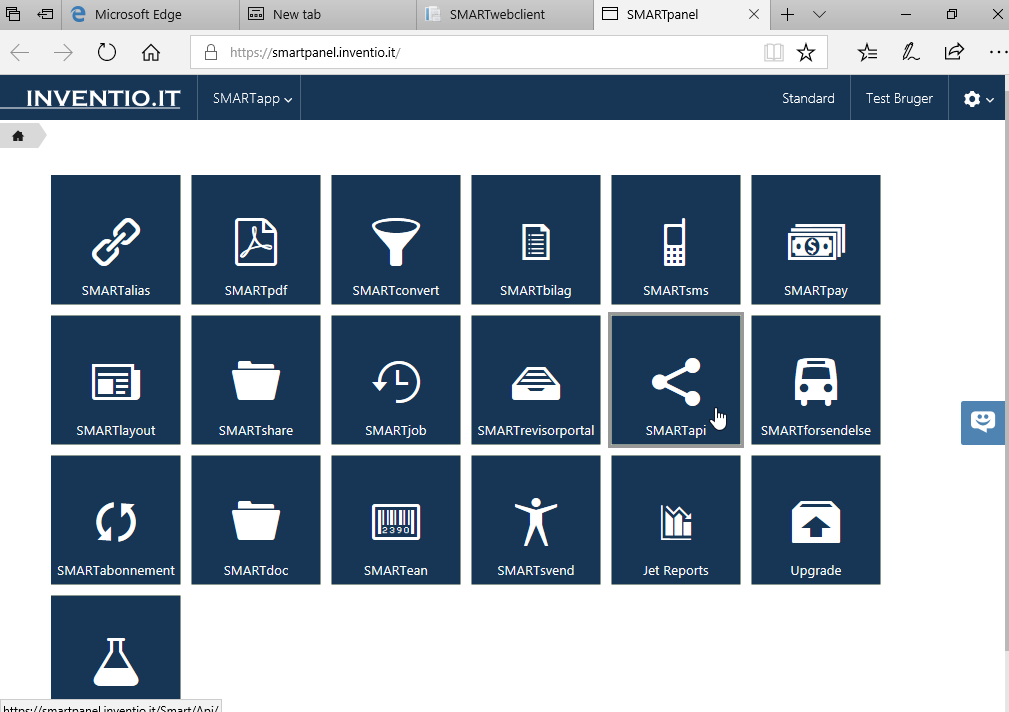 Microsoft Edge
New tab
SMARTwebclient
SMARTpanel
https://smartpanel.inventio.it/
INVENTIO.IT
SMARTapp
Standard
Test Bruger
SMARTalias
SMARTpdf
SMARTconvert
SMARTbilag
SMARTsms
SMARTpay
SMARTlayout
SMARTshare
SMARTjob
SMARTrevisorportal
SMARTapi
SMARTforsendelse
SMARTabonnement
SMARTdoc
2390
SMARTean
SMARTsvend
Jet Reports
Upgrade
https://smartpanel.inventio.it/Smart/Api/